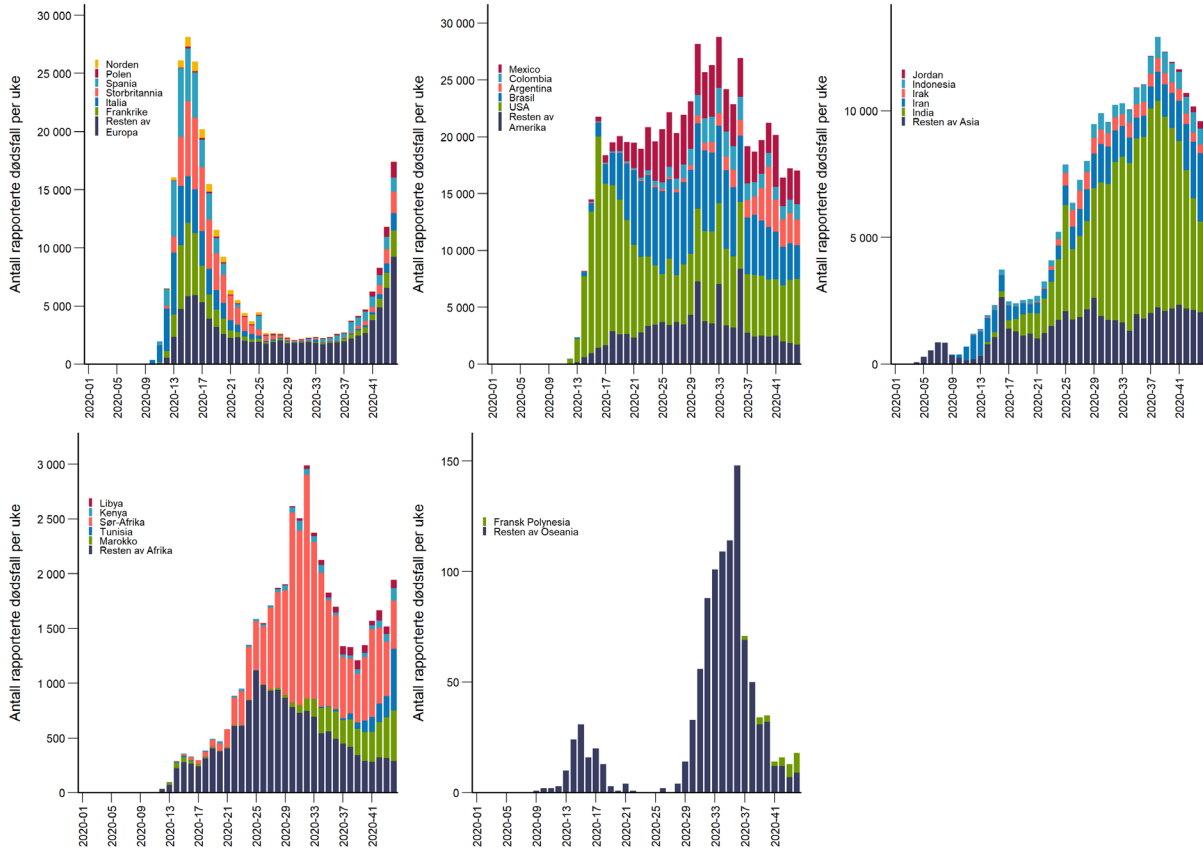 Antall rapporterte dødsfall per uke
30 000
25 000
20 000
15 000
10 000
5 000
0
Norden
Polen
Spania
Storbritannia
Italia
Frankrike
Resten av
Europa
2020-01
2020-05
2020-09
2020-13
2020-17
2020-21
2020-25
2020-29
2020-33
2020-37
2020-41
Antall rapporterte dødsfall per uke
30 000
25 000
20 000
15 000
10 000
5 000
0
Mexico
Colombia
Argentina
Brasil
USA
Resten av
Amerika
2020-01
2020-05
2020-09
2020-13
2020-17
2020-21
2020-25
2020-29
2020-33
2020-37
2020-41
Antall rapporterte dødsfall per uke
10 000
5 000
0
Jordan
Indonesia
Irak
Iran
India
Resten av Asia
2020-01
2020-05
2020-09
2020-13
2020-17
2020-21
2020-25
2020-29
2020-33
2020-37
2020-41
Antall rapporterte dødsfall per uke
3 000
2 500
2 000
1 500
1 000
500
0
Libya
Kenya
Sør-Afrika
Tunisia
Marokko
Resten av Afrika
2020-01
2020-05
2020-09
2020-13
2020-17
2020-21
2020-25
2020-29
2020-33
2020-37
2020-41
Antall rapporterte dødsfall per uke
150
100
50
0
Fransk Polynesia
Resten av Oseania
2020-01
2020-05
2020-09
2020-13
2020-17
2020-21
2020-25
2020-29
2020-33
2020-37
2020-41